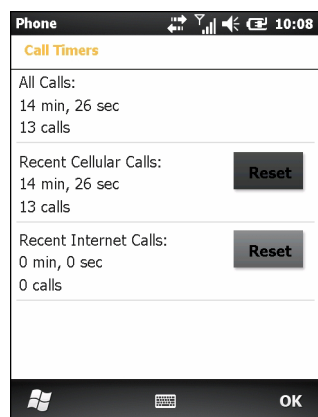 Phone 10:08
Call Timers
All Calls:
14 min, 26 sec
13 calls
Recent Cellular Calls:
14 min, 26 sec
13 calls
Reset
Recent Internet Calls:
0 min, 0 sec
0 calls
Reset
OK